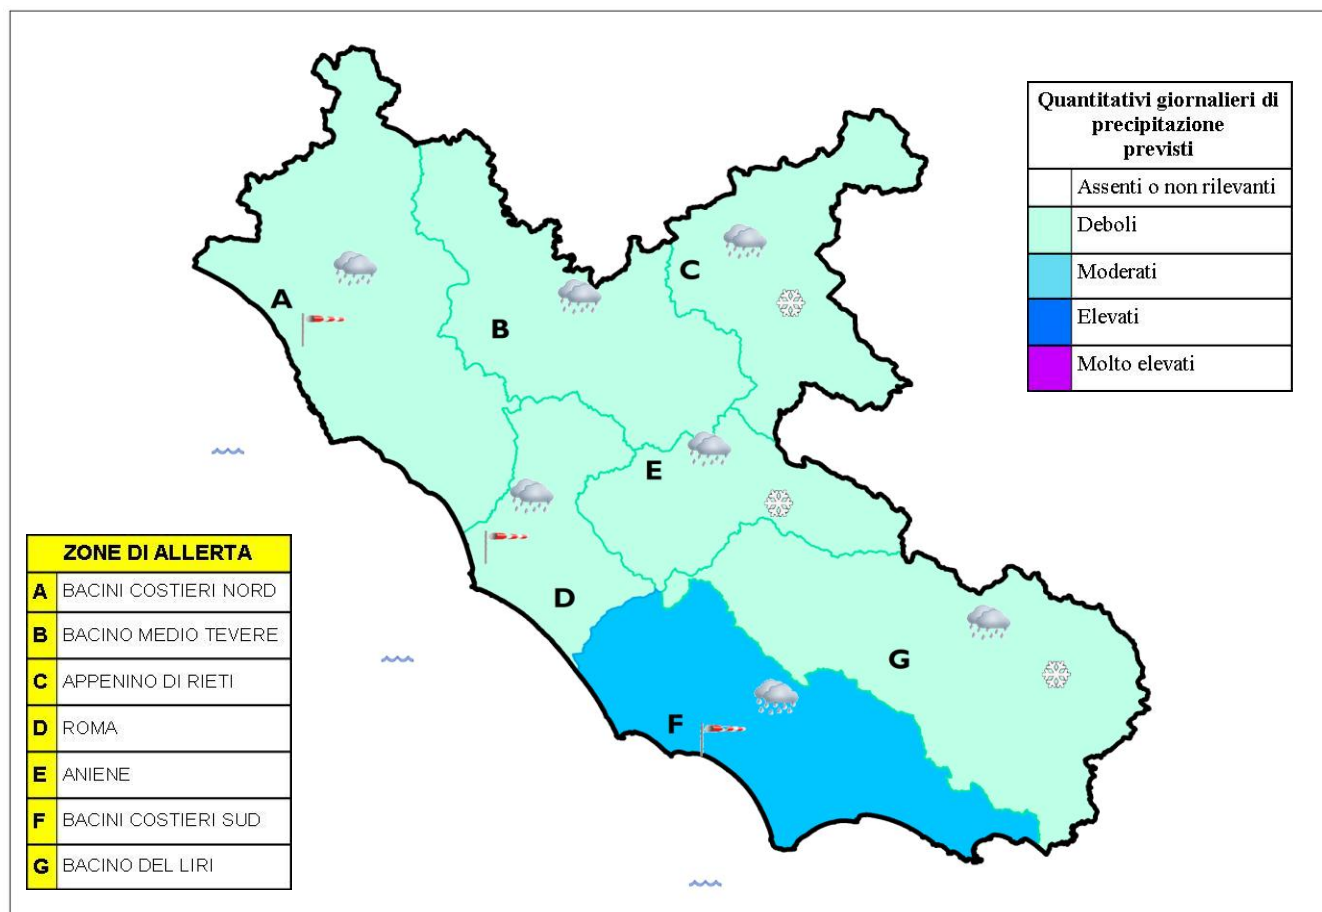 Quantitativi giornalieri di
precipitazione
previsti
Assenti o non rilevanti
Deboli
Moderati
Elevati
Molto elevati
A
B
C
E
D
G
F
ZONE DI ALLERTA
A BACINI COSTIERI NORD
B BACINO MEDIO TEVERE
C APPENINO DI RIETI
D ROMA
E ANIENE
F BACINI COSTIERI SUD
G BACINO DEL LIRI